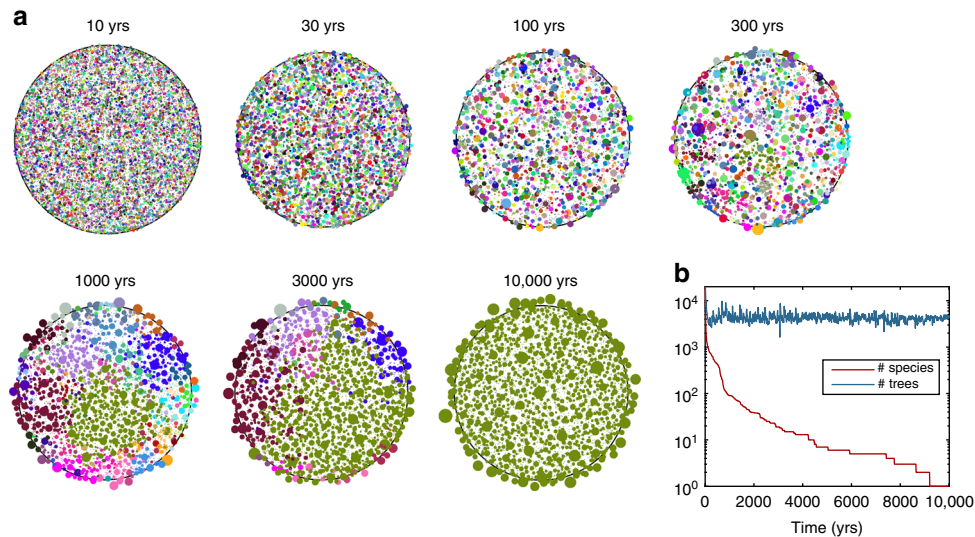 a
10 yrs
30 yrs
100 yrs
300 yrs
1000 yrs
3000 yrs
10,000 yrs
b
10⁴
10³
10²
10¹
10⁰
# species
# trees
0
2000
4000
6000
8000
10,000
Time (yrs)